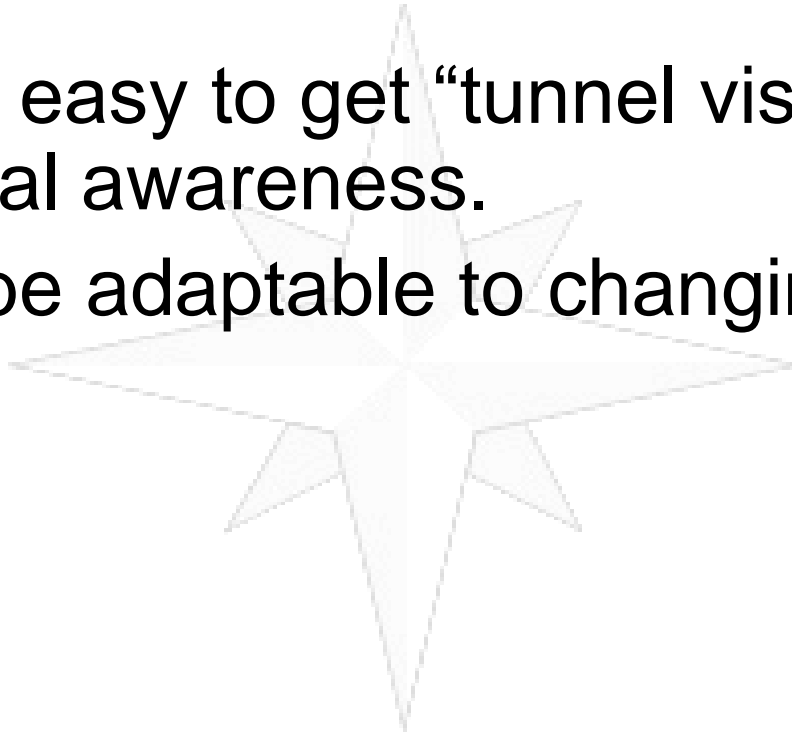 easy to get “tunnel vis
al awareness.
be adaptable to changin